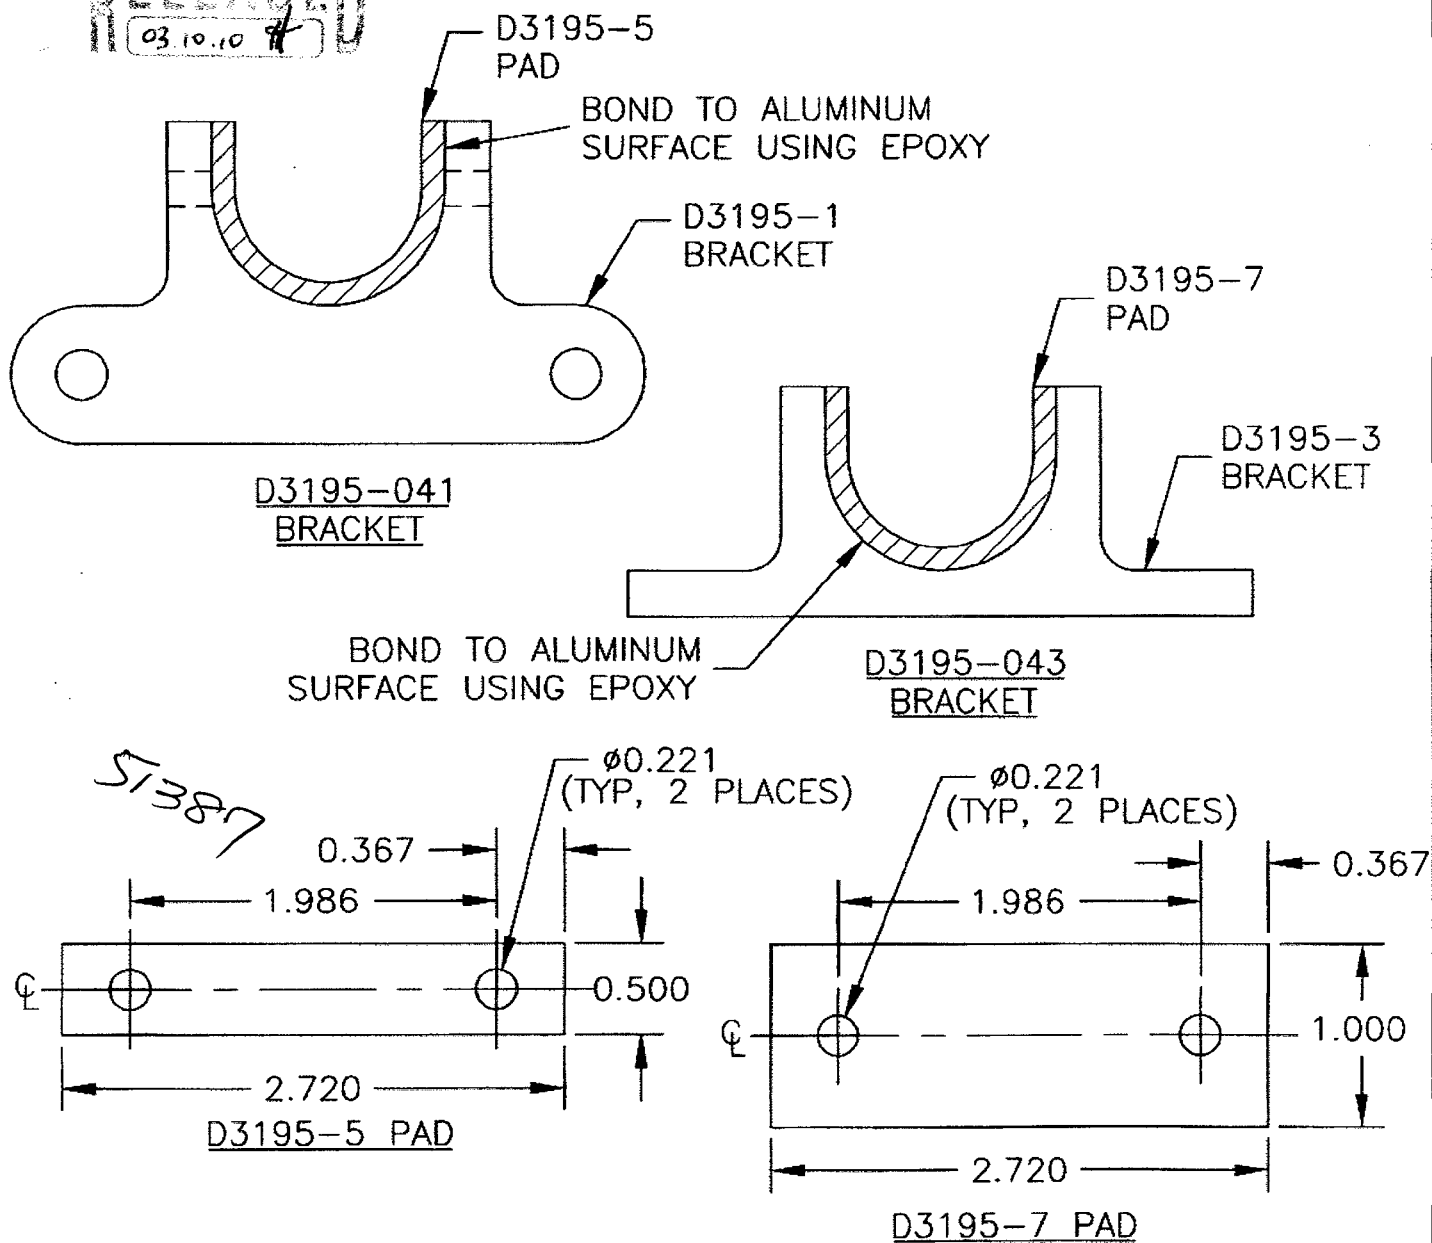 RELEASED
03.10.10
D3195-5
PAD
BOND TO ALUMINUM
SURFACE USING EPOXY
D3195-1
BRACKET
D3195-7
PAD
D3195-3
BRACKET
D3195-041
BRACKET
BOND TO ALUMINUM
SURFACE USING EPOXY
D3195-043
BRACKET
51387
ø0.221
(TYP, 2 PLACES)
0.367
1.986
℄
0.500
2.720
D3195-5 PAD
ø0.221
(TYP, 2 PLACES)
0.367
1.986
℄
1.000
2.720
D3195-7 PAD